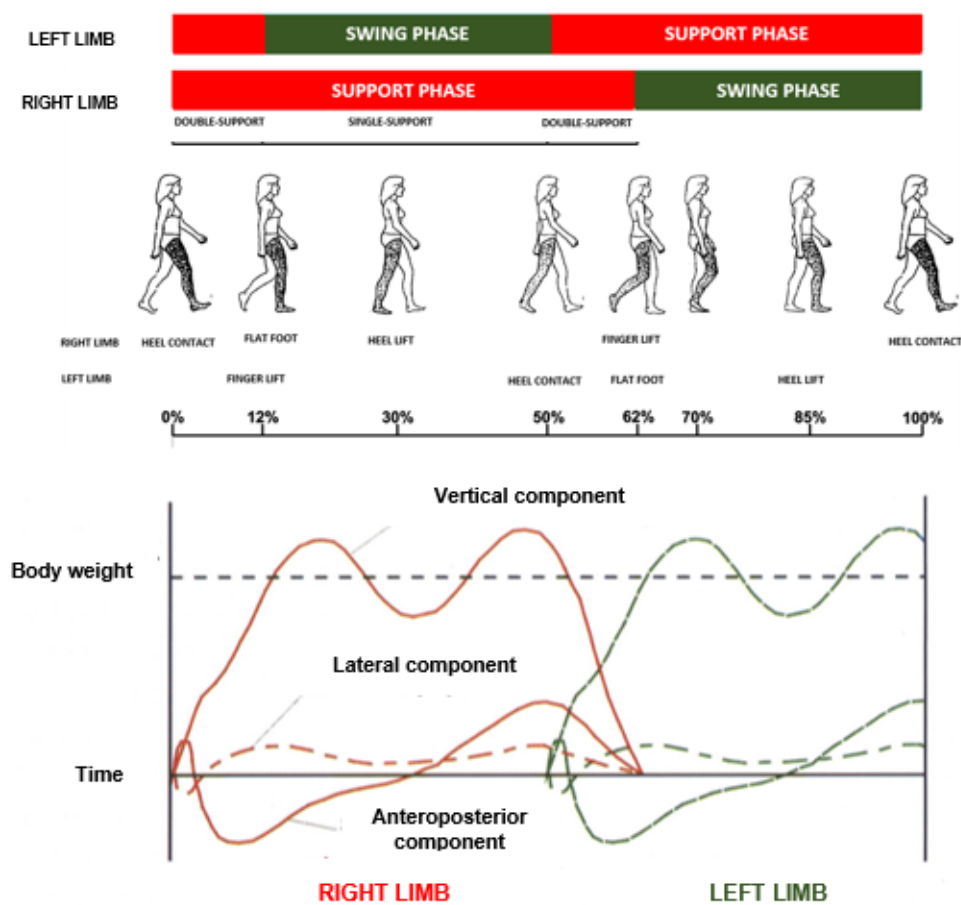 LEFT LIMB
SWING PHASE
SUPPORT PHASE
RIGHT LIMB
SUPPORT PHASE
SWING PHASE
DOUBLE-SUPPORT
SINGLE-SUPPORT
DOUBLE-SUPPORT
RIGHT LIMB
HEEL CONTACT
FLAT FOOT
HEEL LIFT
FINGER LIFT
HEEL CONTACT
LEFT LIMB
FINGER LIFT
HEEL CONTACT
FLAT FOOT
HEEL LIFT
0% 12% 30% 50% 62% 70% 85% 100%
Vertical component
Body weight
Lateral component
Time
Anteroposterior
component
RIGHT LIMB
LEFT LIMB